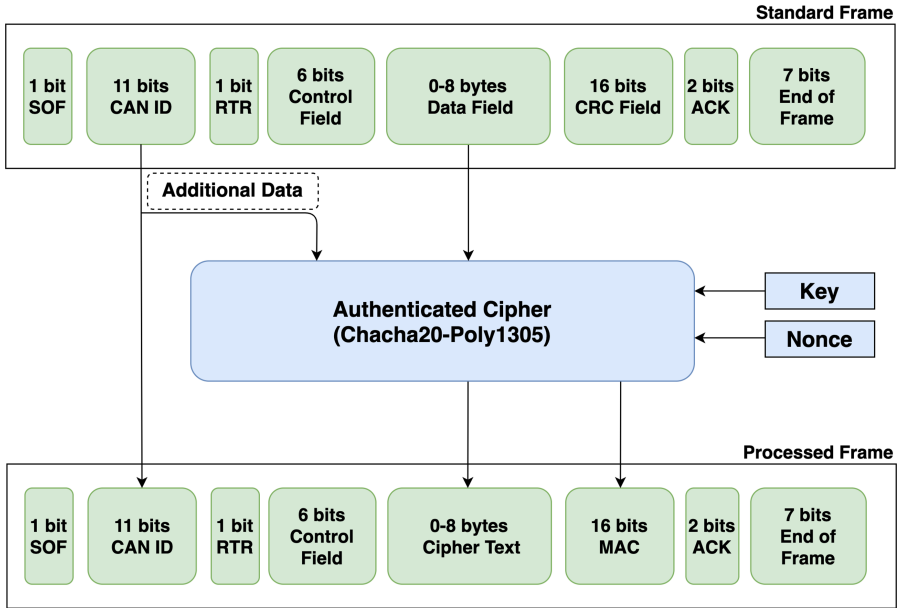 Standard Frame
1 bit
SOF
11 bits
CAN ID
1 bit
RTR
6 bits
Control
Field
0-8 bytes
Data Field
16 bits
CRC Field
2 bits
ACK
7 bits
End of
Frame
Additional Data
Authenticated Cipher
(Chacha20-Poly1305)
Key
Nonce
Processed Frame
1 bit
SOF
11 bits
CAN ID
1 bit
RTR
6 bits
Control
Field
0-8 bytes
Cipher Text
16 bits
MAC
2 bits
ACK
7 bits
End of
Frame